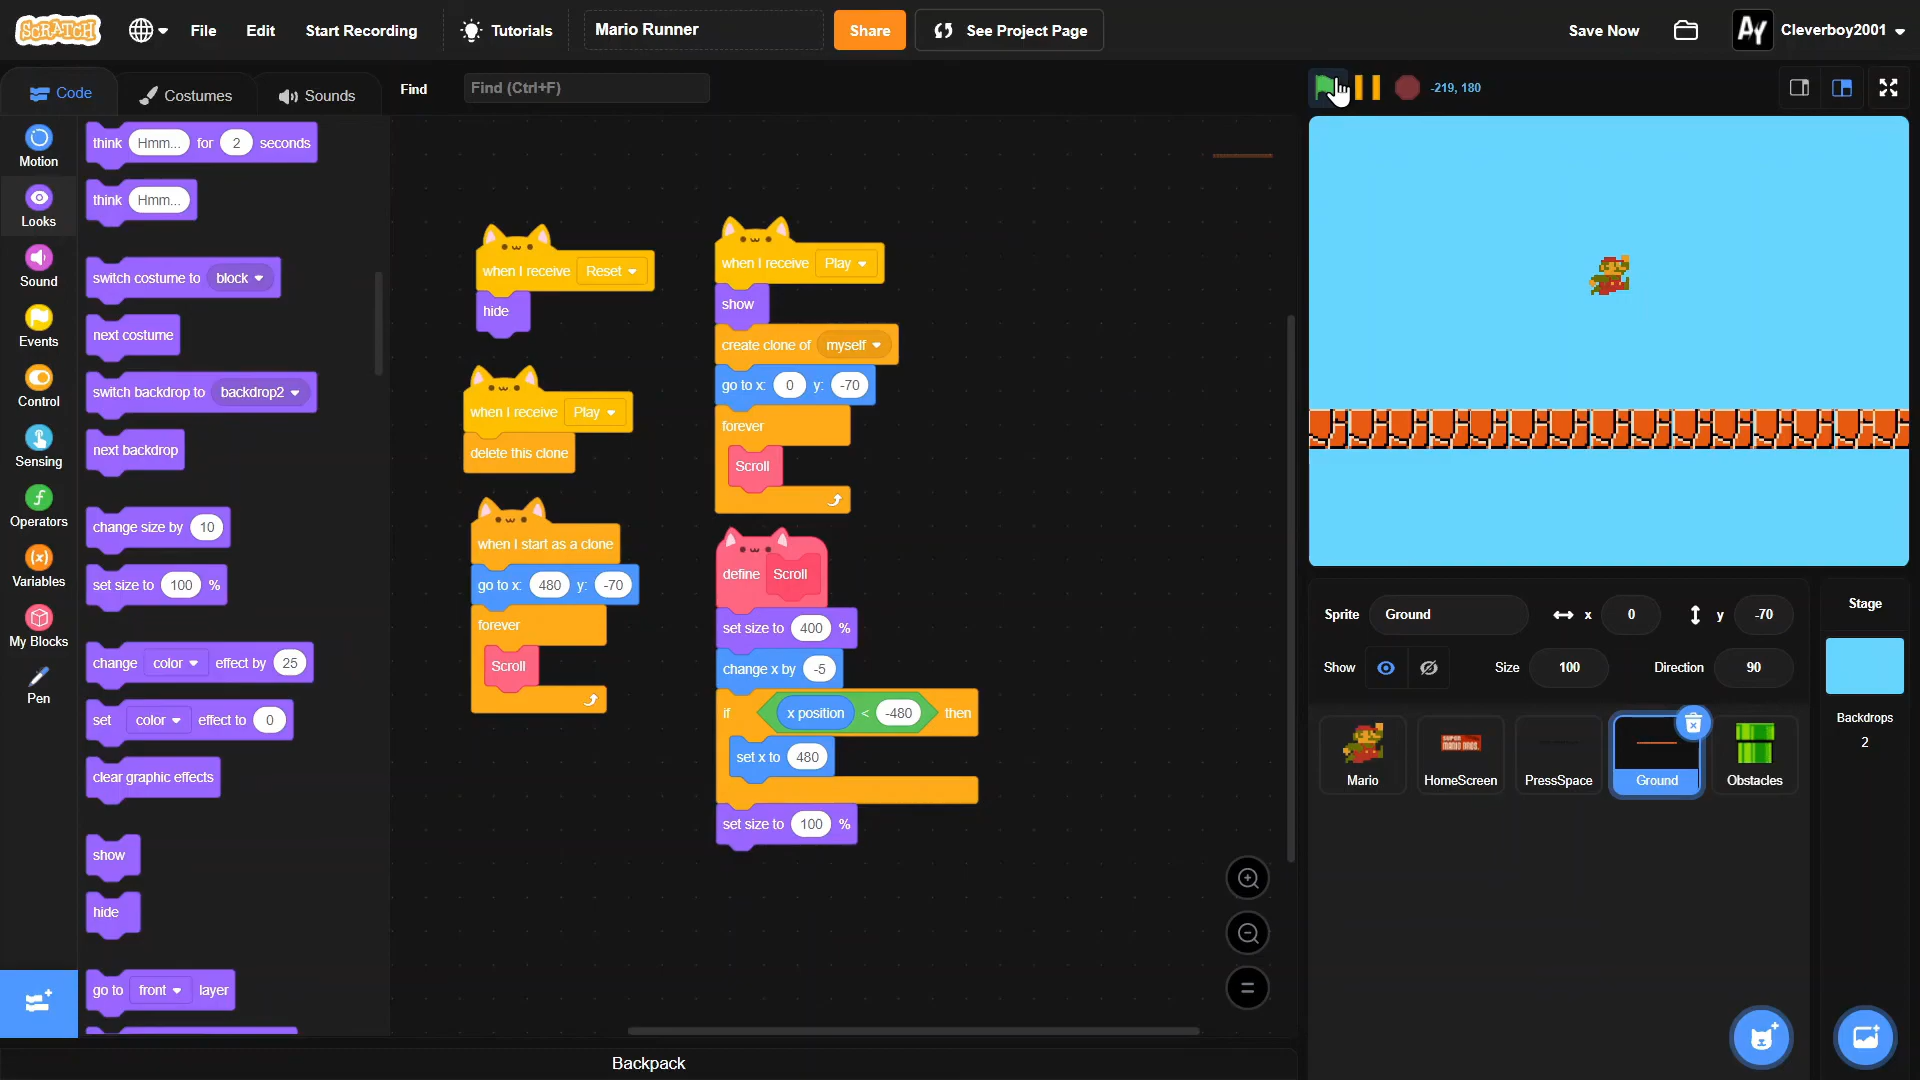 SCRATCH File Edit Start Recording Tutorials Mario Runner Share See Project Page Save Now Ay Cleverboy2001
Code Costumes Sounds Find Find (Ctrl+F) -219, 180
Motion
Looks
Sound
Events
Control
Sensing
Operators
Variables
My Blocks
Pen
think Hmm... for 2 seconds
think Hmm...
switch costume to block
next costume
switch backdrop to backdrop2
next backdrop
change size by 10
set size to 100 %
change color effect by 25
set color effect to 0
clear graphic effects
show
hide
go to front layer
when I receive Reset
hide
when I receive Play
delete this clone
when I start as a clone
go to x: 480 y: -70
forever
Scroll
when I receive Play
show
create clone of myself
go to x: 0 y: -70
forever
Scroll
define Scroll
set size to 400 %
change x by -5
if x position < -480 then
set x to 480
set size to 100 %
Sprite Ground x 0 y -70
Show Size 100 Direction 90
Mario
SUPER
MARIO BROS.
HomeScreen
PressSpace
Ground
Obstacles
Stage
Backdrops
2
Backpack